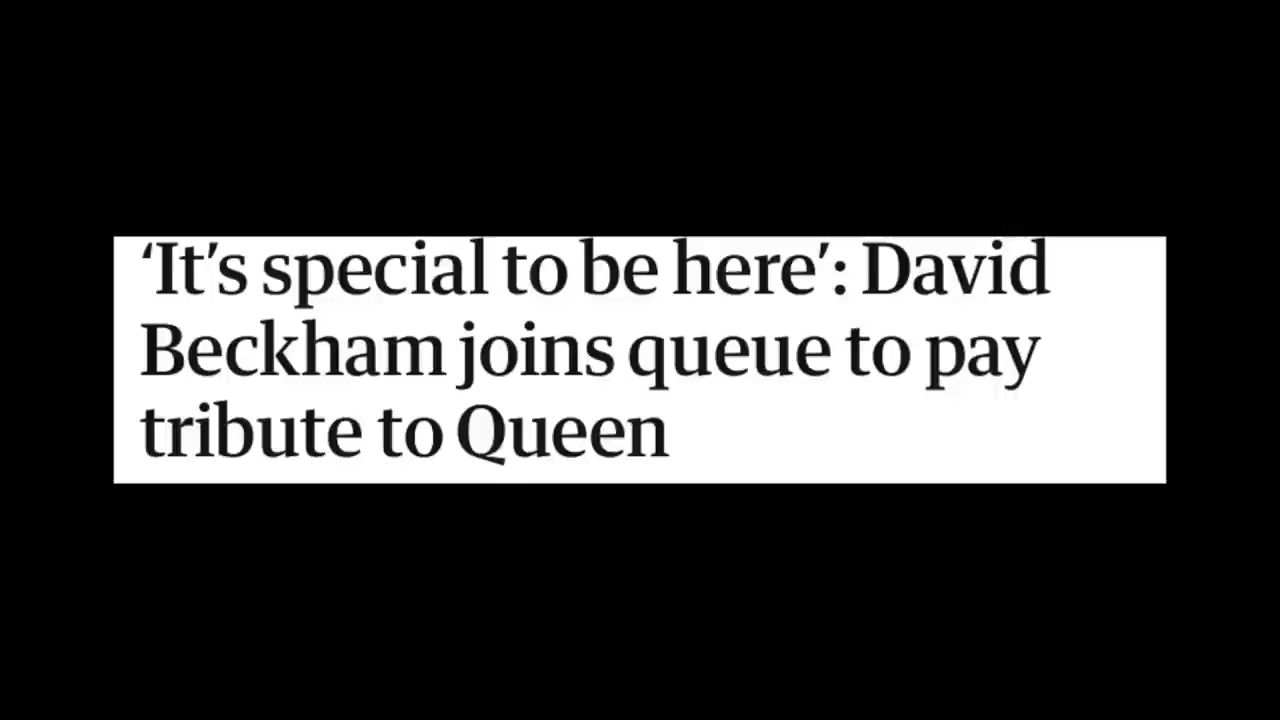 ‘It’s special to be here’: David
Beckham joins queue to pay
tribute to Queen